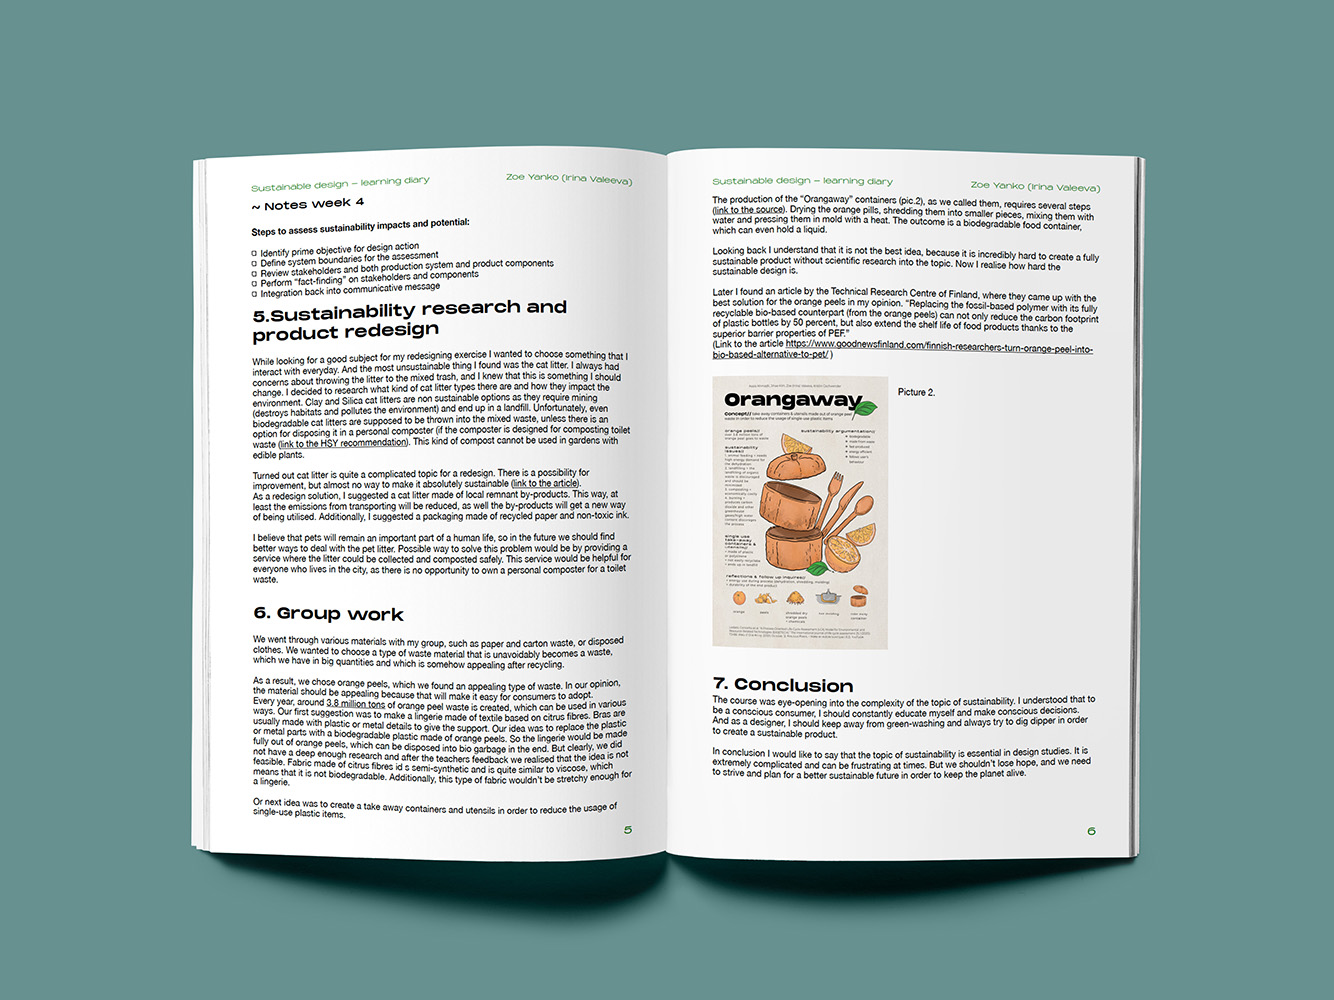 Sustainable design – learning diary
Zoe Yanko (Irina Valeeva)
~ Notes week 4
Steps to assess sustainability impacts and potential:
Identify prime objective for design action
Define system boundaries for the assessment
Review stakeholders and both production system and product components
Perform “fact-finding” on stakeholders and components
Integration back into communicative message
5.Sustainability research and
product redesign
While looking for a good subject for my redesigning exercise I wanted to choose something that I
interact with everyday. And the most unsustainable thing I found was the cat litter. I always had
concerns about throwing the litter to the mixed trash, and I knew that this is something I should
change. I decided to research what kind of cat litter types there are and how they impact the
environment. Clay and Silica cat litters are non sustainable options as they require mining
(destroys habitats and pollutes the environment) and end up in a landfill. Unfortunately, even
biodegradable cat litters are supposed to be thrown into the mixed waste, unless there is an
option for disposing it in a personal composter (if the composter is designed for composting toilet
waste (link to the HSY recommendation). This kind of compost cannot be used in gardens with
edible plants.
Turned out cat litter is quite a complicated topic for a redesign. There is a possibility for
improvement, but almost no way to make it absolutely sustainable (link to the article).
As a redesign solution, I suggested a cat litter made of local remnant by-products. This way, at
least the emissions from transporting will be reduced, as well the by-products will get a new way
of being utilised. Additionally, I suggested a packaging made of recycled paper and non-toxic ink.
I believe that pets will remain an important part of a human life, so in the future we should find
better ways to deal with the pet litter. Possible way to solve this problem would be by providing a
service where the litter could be collected and composted safely. This service would be helpful for
everyone who lives in the city, as there is no opportunity to own a personal composter for a toilet
waste.
6. Group work
We went through various materials with my group, such as paper and carton waste, or disposed
clothes. We wanted to choose a type of waste material that is unavoidably becomes a waste,
which we have in big quantities and which is somehow appealing after recycling.
As a result, we chose orange peels, which we found an appealing type of waste. In our opinion,
the material should be appealing because that will make it easy for consumers to adopt.
Every year, around 3.8 million tons of orange peel waste is created, which can be used in various
ways. Our first suggestion was to make a lingerie made of textile based on citrus fibres. Bras are
usually made with plastic or metal details to give the support. Our idea was to replace the plastic
or metal parts with a biodegradable plastic made of orange peels. So the lingerie would be made
fully out of orange peels, which can be disposed into bio garbage in the end. But clearly, we did
not have a deep enough research and after the teachers feedback we realised that the idea is not
feasible. Fabric made of citrus fibres id s semi-synthetic and is quite similar to viscose, which
means that it is not biodegradable. Additionally, this type of fabric wouldn’t be stretchy enough for
a lingerie.
Or next idea was to create a take away containers and utensils in order to reduce the usage of
single-use plastic items.
5
Sustainable design – learning diary
Zoe Yanko (Irina Valeeva)
The production of the “Orangaway” containers (pic.2), as we called them, requires several steps
(link to the source). Drying the orange pills, shredding them into smaller pieces, mixing them with
water and pressing them in mold with a heat. The outcome is a biodegradable food container,
which can even hold a liquid.
Looking back I understand that it is not the best idea, because it is incredibly hard to create a fully
sustainable product without scientific research into the topic. Now I realise how hard the
sustainable design is.
Later I found an article by the Technical Research Centre of Finland, where they came up with the
best solution for the orange peels in my opinion. “Replacing the fossil-based polymer with its fully
recyclable bio-based counterpart (from the orange peels) can not only reduce the carbon footprint
of plastic bottles by 50 percent, but also extend the shelf life of food products thanks to the
superior barrier properties of PEF.”
(Link to the article https://www.goodnewsfinland.com/finnish-researchers-turn-orange-peel-into-
bio-based-alternative-to-pet/ )
Picture 2.
Orangaway
Concept// take away containers & utensils made out of orange peel
waste in order to reduce the usage of single-use plastic items
orange peels//
over 3.8 million tons of
orange peel goes to waste
sustainability argumentation//
biodegradable
made from waste
sustainability
issues//
single use
take-away
containers &
utensils//
reflections & follow up inquires//
orange
peels
7. Conclusion
The course was eye-opening into the complexity of the topic of sustainability. I understood that to
be a conscious consumer, I should constantly educate myself and make conscious decisions.
And as a designer, I should keep away from green-washing and always try to dig dipper in order
to create a sustainable product.
In conclusion I would like to say that the topic of sustainability is essential in design studies. It is
extremely complicated and can be frustrating at times. But we shouldn’t lose hope, and we need
to strive and plan for a better sustainable future in order to keep the planet alive.
6